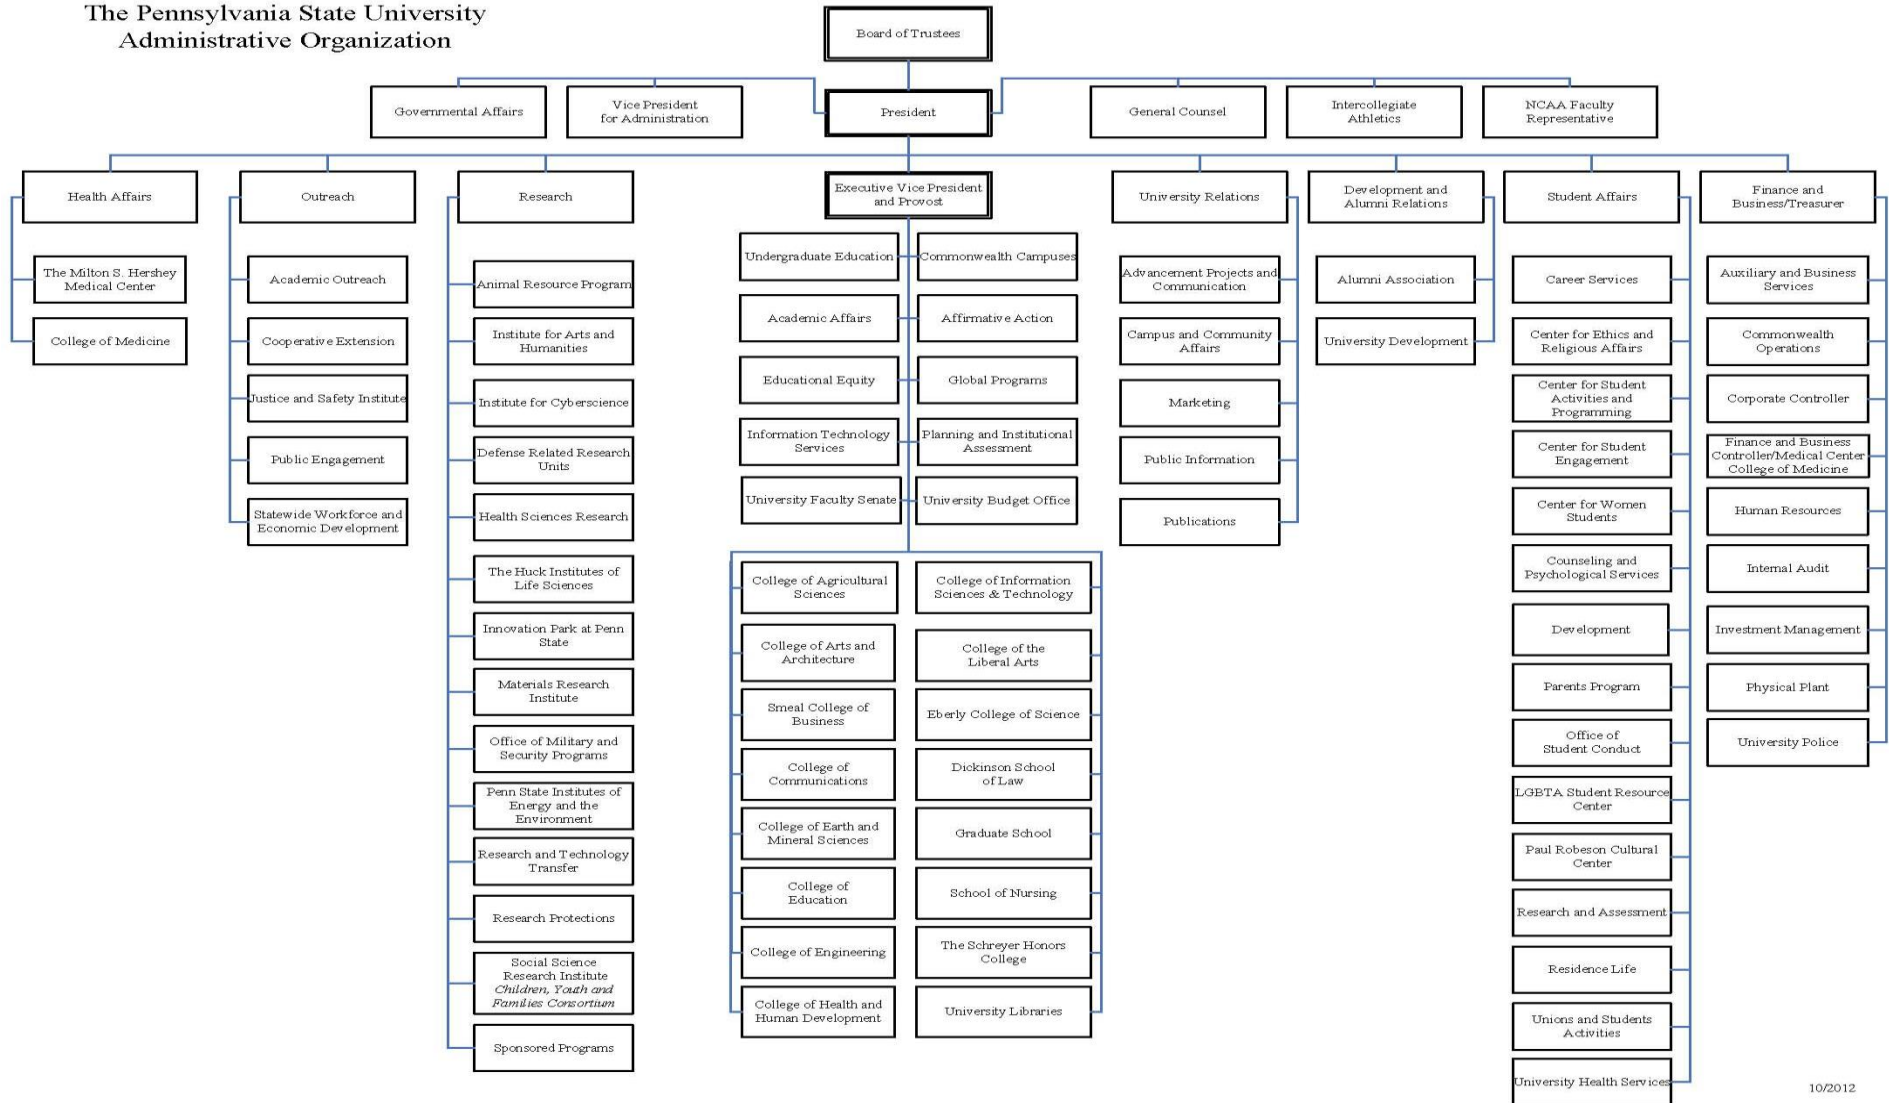 The Pennsylvania State University
Administrative Organization
Board of Trustees
Governmental Affairs
Vice President
for Administration
President
General Counsel
Intercollegiate
Athletics
NCAA Faculty
Representative
Health Affairs
Outreach
Research
Executive Vice President
and Provost
University Relations
Development and
Alumni Relations
Student Affairs
Finance and
Business/Treasurer
The Milton S. Hershey
Medical Center
College of Medicine
Academic Outreach
Cooperative Extension
Justice and Safety Institute
Public Engagement
Statewide Workforce and
Economic Development
Animal Resource Program
Institute for Arts and
Humanities
Institute for Cyberscience
Defense Related Research
Units
Health Sciences Research
The Huck Institutes of
Life Sciences
Innovation Park at Penn
State
Materials Research
Institute
Office of Military and
Security Programs
Penn State Institutes of
Energy and the
Environment
Research and Technology
Transfer
Research Protections
Social Science
Research Institute
Children, Youth and
Families Consortium
Sponsored Programs
Undergraduate Education
Commonwealth Campuses
Academic Affairs
Affirmative Action
Educational Equity
Global Programs
Information Technology
Services
Planning and Institutional
Assessment
University Faculty Senate
University Budget Office
College of Agricultural
Sciences
College of Information
Sciences & Technology
College of Arts and
Architecture
College of the
Liberal Arts
Smeal College of
Business
Eberly College of Science
College of
Communications
Dickinson School
of Law
College of Earth and
Mineral Sciences
Graduate School
College of
Education
School of Nursing
College of Engineering
The Schreyer Honors
College
College of Health and
Human Development
University Libraries
Advancement Projects and
Communication
Campus and Community
Affairs
Marketing
Public Information
Publications
Alumni Association
University Development
Career Services
Center for Ethics and
Religious Affairs
Center for Student
Activities and
Programming
Center for Student
Engagement
Center for Women
Students
Counseling and
Psychological Services
Development
Parents Program
Office of
Student Conduct
LGBTA Student Resource
Center
Paul Robeson Cultural
Center
Research and Assessment
Residence Life
Unions and Students
Activities
University Health Services
Auxiliary and Business
Services
Commonwealth
Operations
Corporate Controller
Finance and Business
Controller/Medical Center
College of Medicine
Human Resources
Internal Audit
Investment Management
Physical Plant
University Police
10/2012